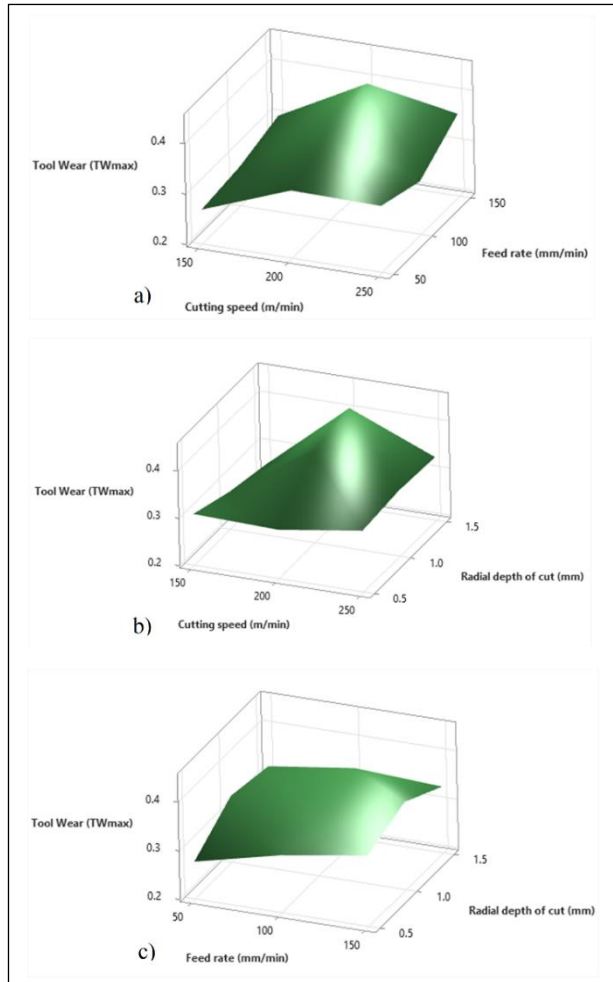 0.4
Tool Wear (TWmax)
0.3
150
0.2
100
Feed rate (mm/min)
150
200
50
250
a)
Cutting speed (m/min)
0.4
Tool Wear (TWmax)
0.3
1.5
0.2
1.0
Radial depth of cut (mm)
150
200
0.5
250
b)
Cutting speed (m/min)
0.4
Tool Wear (TWmax)
0.3
1.5
0.2
1.0
Radial depth of cut (mm)
50
100
0.5
150
c)
Feed rate (mm/min)